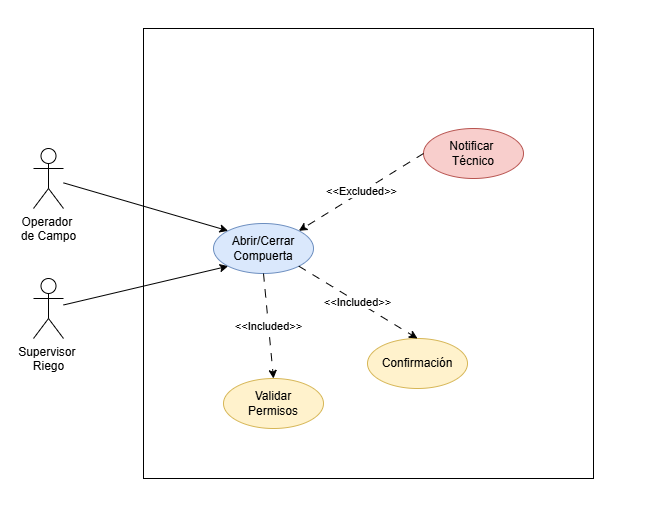 Notificar
Técnico
<<Excluded>>
Operador
de Campo
Abrir/Cerrar
Compuerta
<<Included>>
<<Included>>
Supervisor
Riego
Confirmación
Validar
Permisos